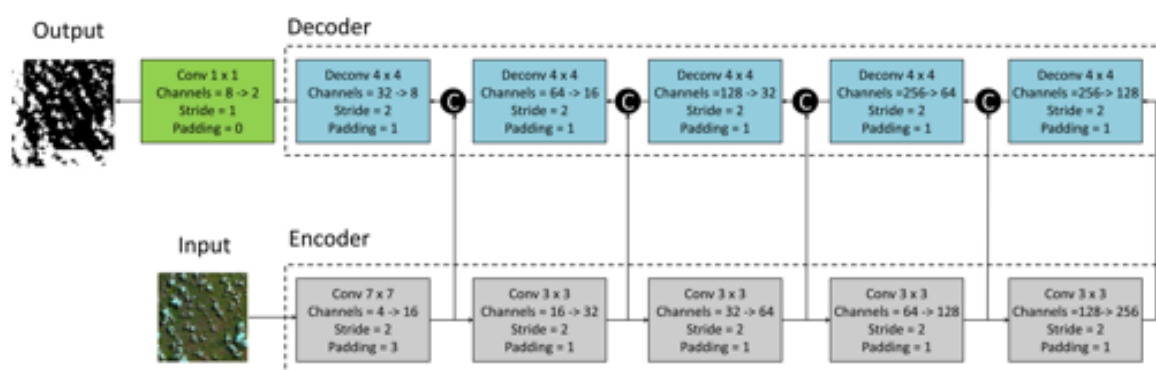 Output
Decoder
Conv 1 x 1
Channels = 8 -> 2
Stride = 1
Padding = 0
Deconv 4 x 4
Channels = 32 -> 8
Stride = 2
Padding = 1
C
Deconv 4 x 4
Channels = 64 -> 16
Stride = 2
Padding = 1
C
Deconv 4 x 4
Channels =128 -> 32
Stride = 2
Padding = 1
C
Deconv 4 x 4
Channels =256-> 64
Stride = 2
Padding = 1
C
Deconv 4 x 4
Channels =256-> 128
Stride = 2
Padding = 1
Input
Encoder
Conv 7 x 7
Channels = 4 -> 16
Stride = 2
Padding = 3
Conv 3 x 3
Channels = 16 -> 32
Stride = 2
Padding = 1
Conv 3 x 3
Channels = 32 -> 64
Stride = 2
Padding = 1
Conv 3 x 3
Channels = 64 -> 128
Stride = 2
Padding = 1
Conv 3 x 3
Channels =128-> 256
Stride = 2
Padding = 1